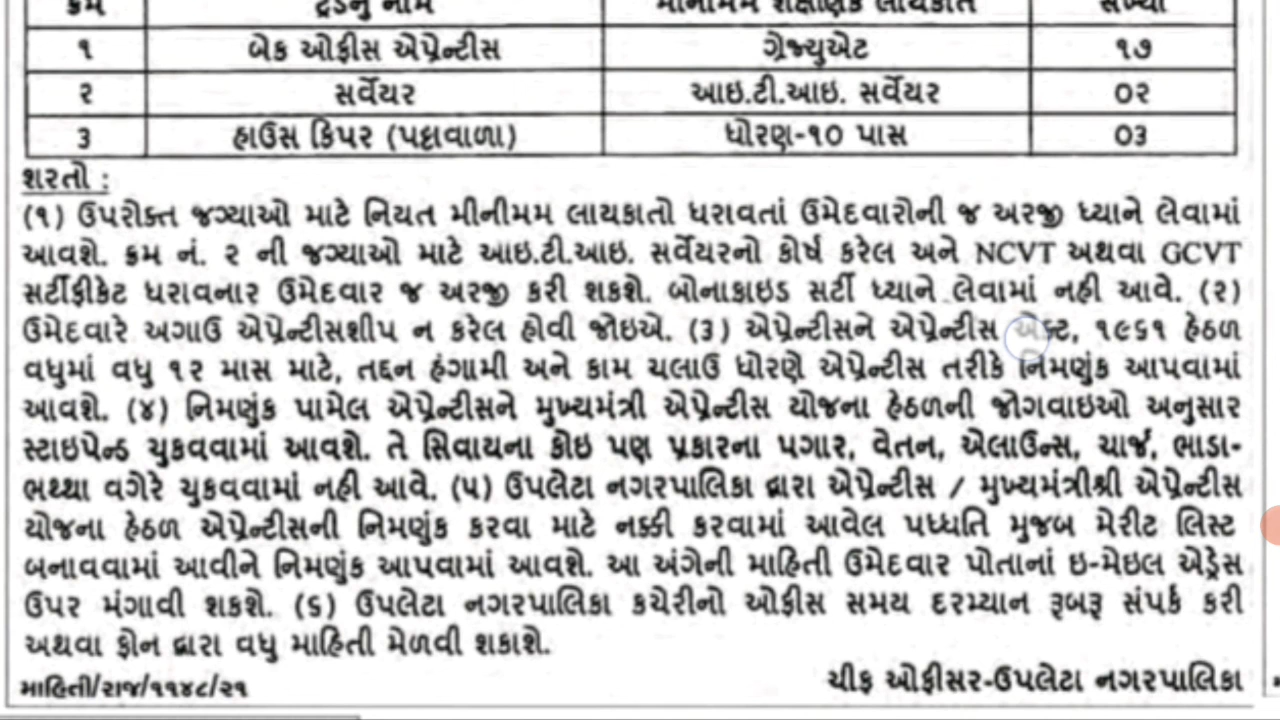 ક્રમ ટ્રેડનું નામ મીનીમમ શૈક્ષણિક લાયકાત સંખ્યા
૧ બેક ઓફીસ એપ્રેન્ટીસ ગ્રેજ્યુએટ ૧૭
૨ સર્વેયર આઇ.ટી.આઇ. સર્વેયર ૦૨
૩ હાઉસ કિપર (પટ્ટાવાળા) ધોરણ-૧૦ પાસ ૦૩
શરતો :
(૧) ઉપરોક્ત જગ્યાઓ માટે નિયત મીનીમમ લાયકાતો ધરાવતાં ઉમેદવારોની જ અરજી ધ્યાને લેવામાં
આવશે. ક્રમ નં. ૨ ની જગ્યાઓ માટે આઇ.ટી.આઇ. સર્વેયરનો કોર્ષ કરેલ અને NCVT અથવા GCVT
સર્ટીફીકેટ ધરાવનાર ઉમેદવાર જ અરજી કરી શકશે. બોનાફાઇડ સર્ટી ધ્યાને લેવામાં નહી આવે. (૨)
ઉમેદવારે અગાઉ એપ્રેન્ટીસશીપ ન કરેલ હોવી જોઇએ. (૩) એપ્રેન્ટીસને એપ્રેન્ટીસ એક્ટ, ૧૯૬૧ હેઠળ
વધુમાં વધુ ૧૨ માસ માટે, તદ્દન હંગામી અને કામ ચલાઉ ધોરણે એપ્રેન્ટીસ તરીકે નિમણુંક આપવામાં
આવશે. (૪) નિમણુંક પામેલ એપ્રેન્ટીસને મુખ્યમંત્રી એપ્રેન્ટીસ યોજના હેઠળની જોગવાઇઓ અનુસાર
સ્ટાઇપેન્ડ ચુકવવામાં આવશે. તે સિવાયના કોઇ પણ પ્રકારના પગાર, વેતન, એલાઉન્સ, ચાર્જ, ભાડા-
ભથ્થા વગેરે ચુકવવામાં નહી આવે. (૫) ઉપલેટા નગરપાલિકા દ્વારા એપ્રેન્ટીસ / મુખ્યમંત્રીશ્રી એપ્રેન્ટીસ
યોજના હેઠળ એપ્રેન્ટીસની નિમણુંક કરવા માટે નક્કી કરવામાં આવેલ પધ્ધતિ મુજબ મેરીટ લિસ્ટ
બનાવવામાં આવીને નિમણુંક આપવામાં આવશે. આ અંગેની માહિતી ઉમેદવાર પોતાનાં ઇ-મેઇલ એડ્રેસ
ઉપર મંગાવી શકશે. (૬) ઉપલેટા નગરપાલિકા કચેરીનો ઓફીસ સમય દરમ્યાન રૂબરૂ સંપર્ક કરી
અથવા ફોન દ્વારા વધુ માહિતી મેળવી શકાશે.
માહિતી/રાજ/૧૧૪૮/૨૧ ચીફ ઓફીસર-ઉપલેટા નગરપાલિકા